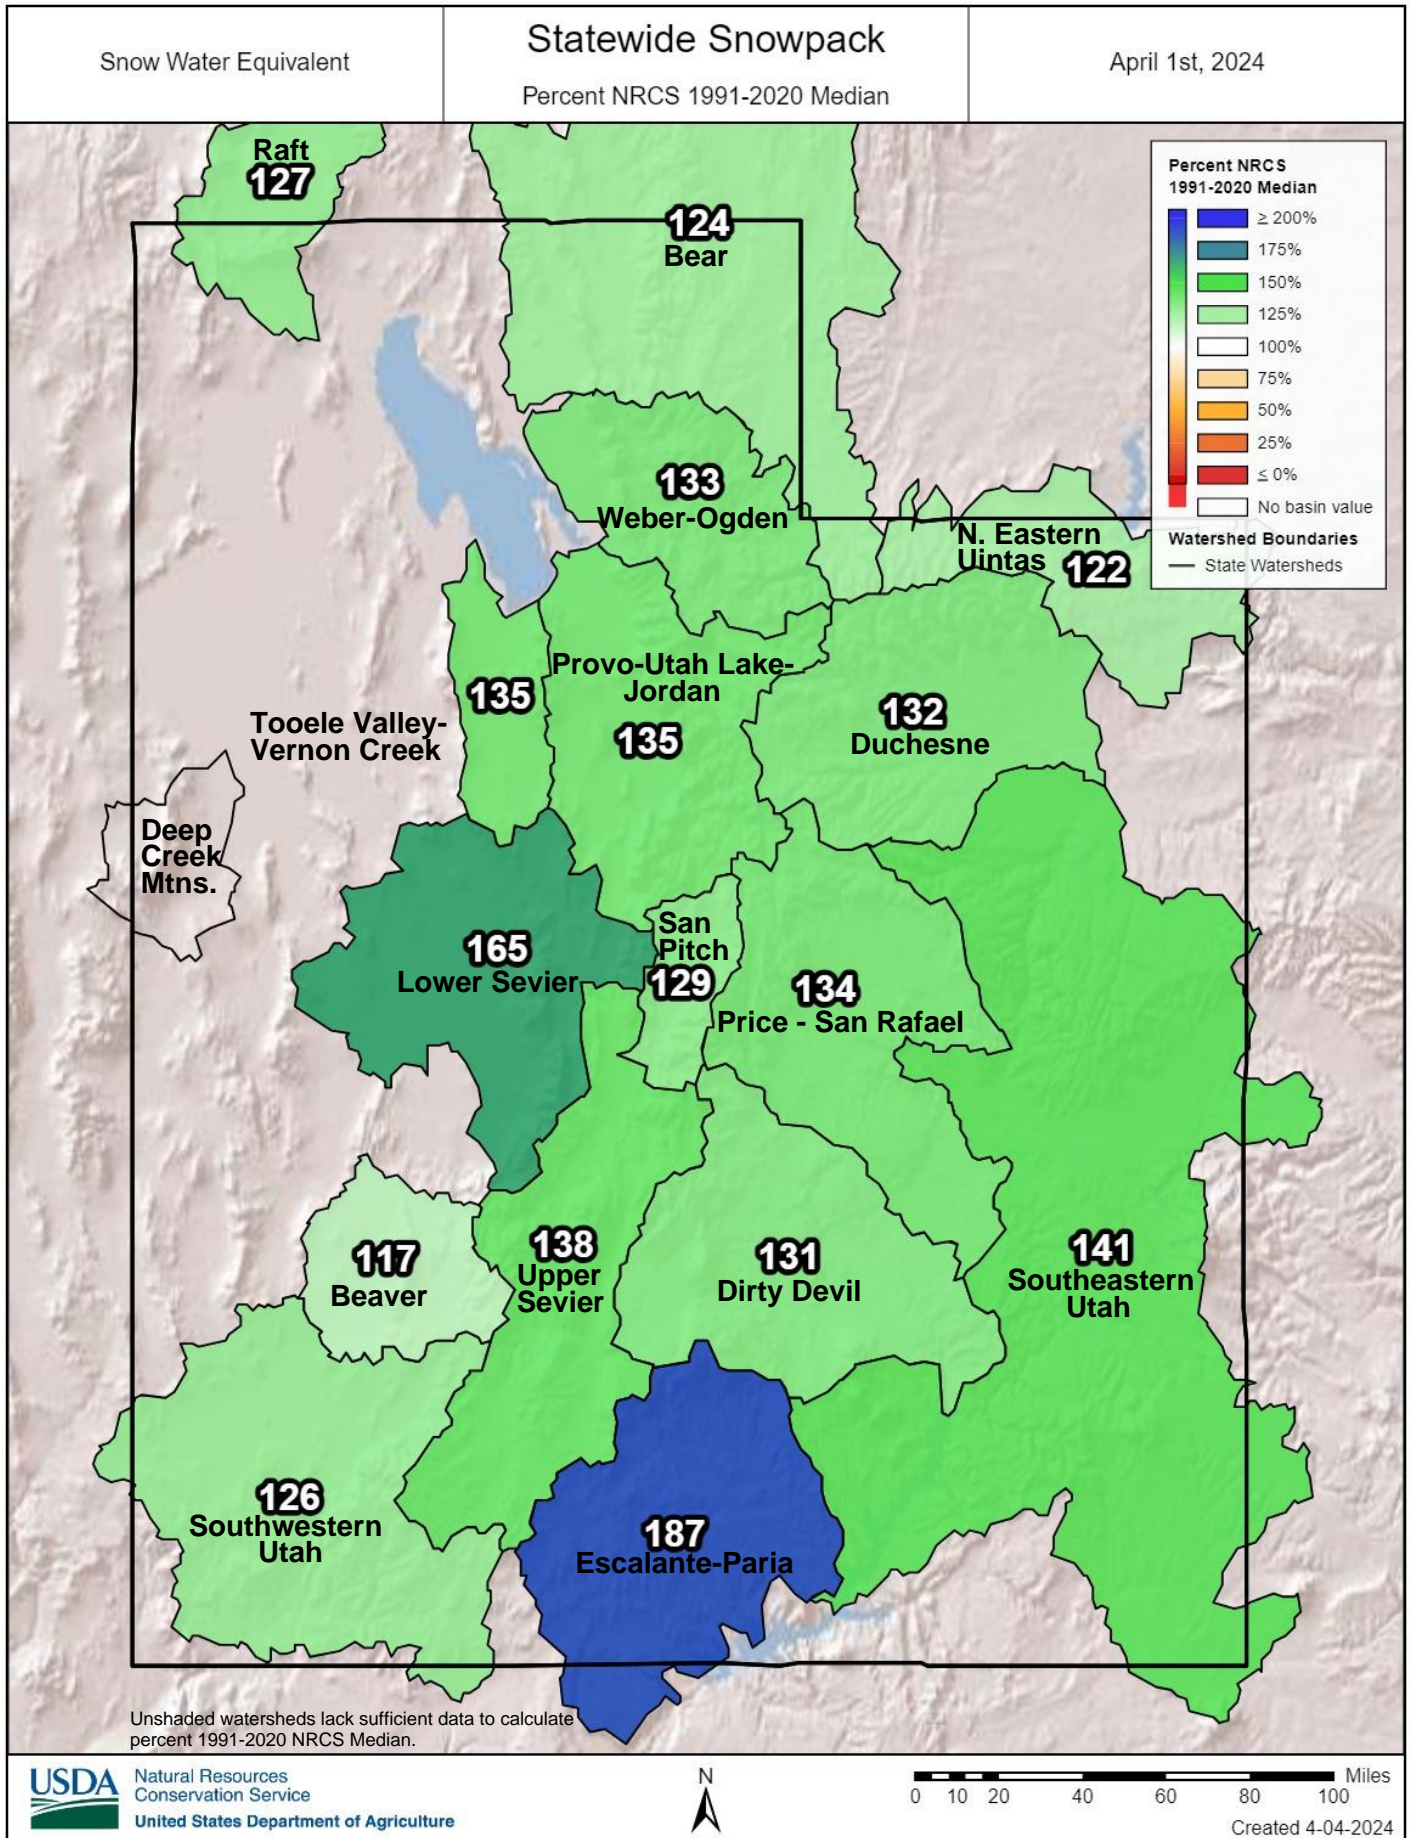 Snow Water Equivalent
Statewide Snowpack
Percent NRCS 1991-2020 Median
April 1st, 2024
Raft
127
124
Bear
Percent NRCS
1991-2020 Median
≥ 200%
175%
150%
125%
100%
75%
50%
25%
≤ 0%
No basin value
Watershed Boundaries
State Watersheds
133
Weber-Ogden
N. Eastern
Uintas
122
135
Tooele Valley-
Vernon Creek
Provo-Utah Lake-
Jordan
135
132
Duchesne
Deep
Creek
Mtns.
165
Lower Sevier
San
Pitch
129
134
Price - San Rafael
117
Beaver
138
Upper
Sevier
131
Dirty Devil
141
Southeastern
Utah
126
Southwestern
Utah
187
Escalante-Paria
Unshaded watersheds lack sufficient data to calculate
percent 1991-2020 NRCS Median.
USDA
Natural Resources
Conservation Service
United States Department of Agriculture
N
Miles
0 10 20 40 60 80 100
Created 4-04-2024